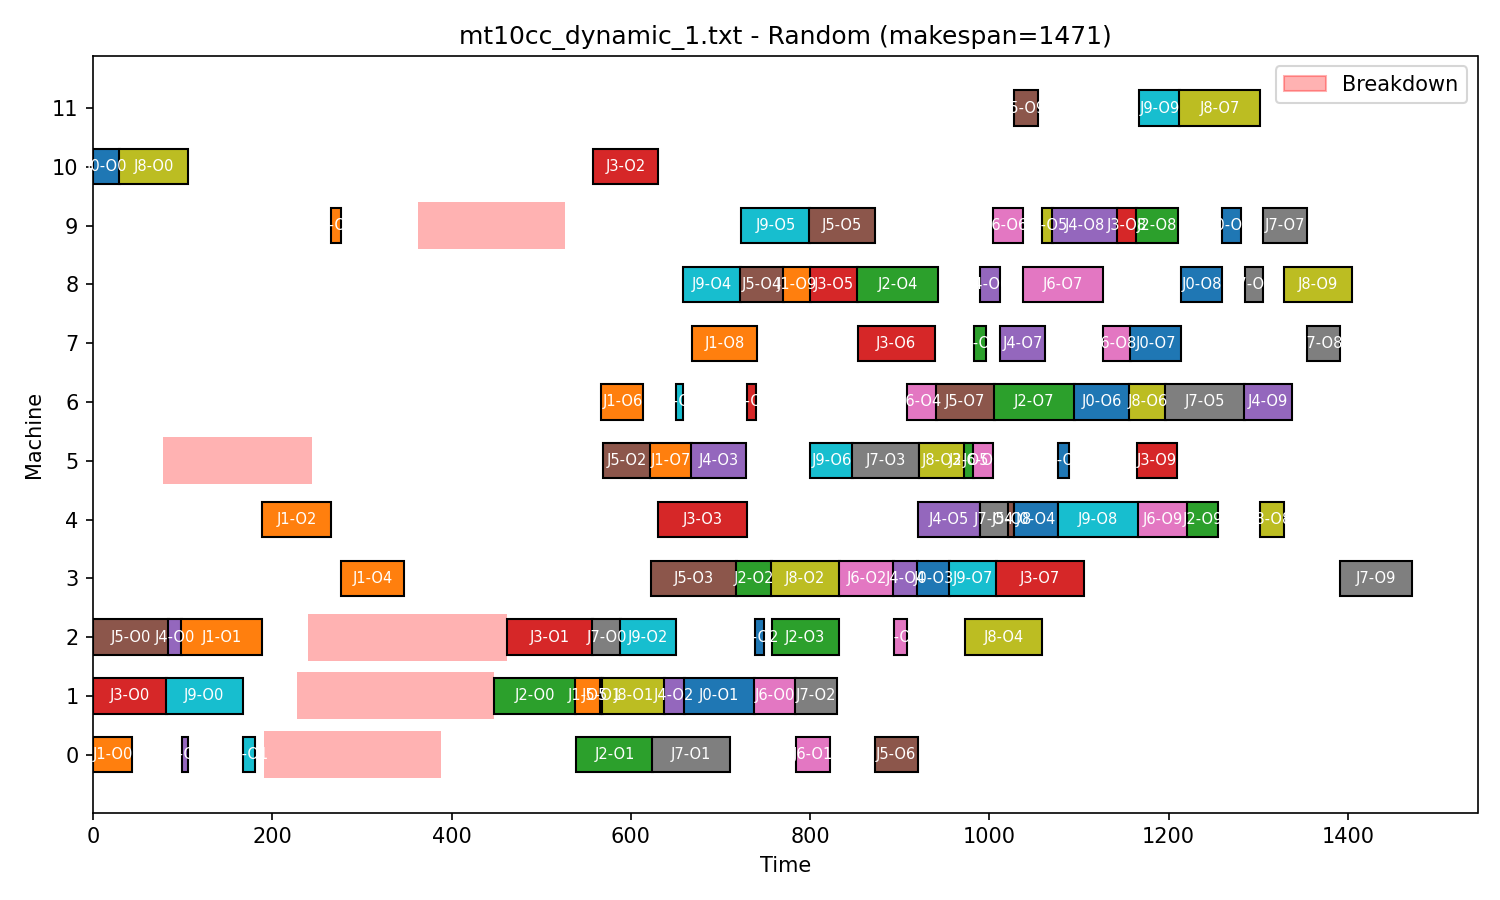 mt10cc_dynamic_1.txt - Random (makespan=1471)
Breakdown
Machine
11
J9-O9 J8-O7
10
J8-O0 J3-O2
9
J9-O5 J5-O5 J4-O8 J7-O7
8
J9-O4 J5-O4 J1-O9 J3-O5 J2-O4 J6-O7 J0-O8 J8-O9
7
J1-O8 J3-O6 J4-O7 J0-O7
6
J1-O6 J5-O7 J2-O7 J0-O6 J8-O6 J7-O5 J4-O9
5
J5-O2 J1-O7 J4-O3 J9-O6 J7-O3 J3-O9
4
J1-O2 J3-O3 J4-O5 J0-O4 J9-O8 J6-O9 J2-O9
3
J1-O4 J5-O3 J2-O2 J8-O2 J6-O2 J0-O3 J9-O7 J3-O7 J7-O9
2
J5-O0 J4-O0 J1-O1 J3-O1 J7-O0 J9-O2 J2-O3 J8-O4
1
J3-O0 J9-O0 J2-O0 J8-O1 J4-O2 J0-O1 J6-O0 J7-O2
0
J1-O0 J2-O1 J7-O1 J6-O1 J5-O6
0 200 400 600 800 1000 1200 1400
Time